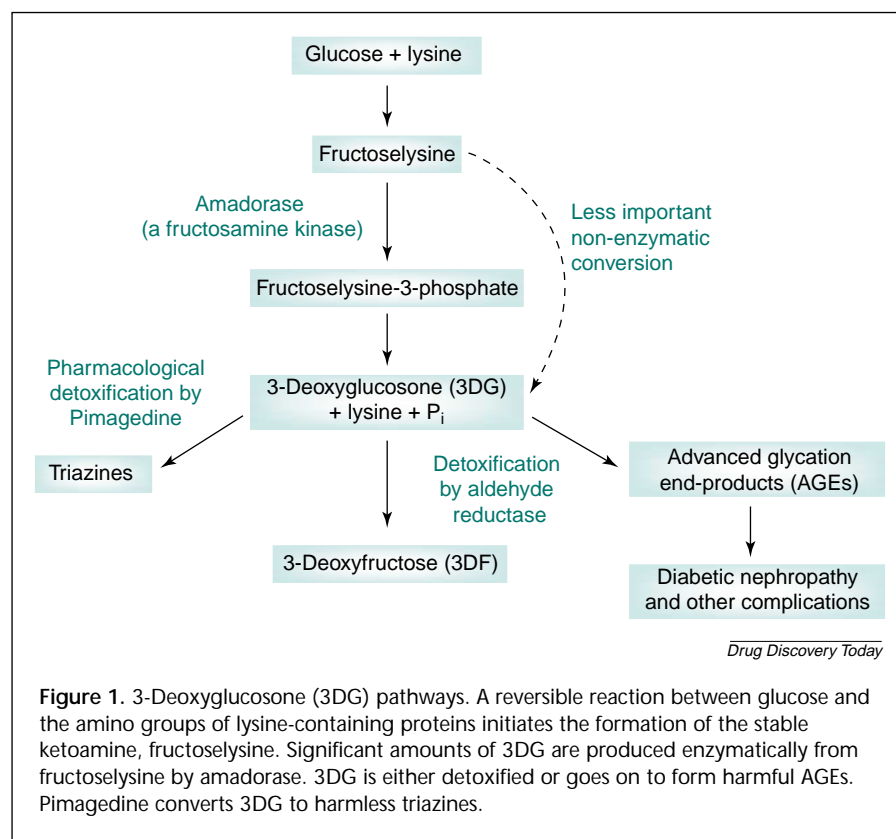 Glucose + lysine
Fructoselysine
Amadorase
(a fructosamine kinase)
Less important
non-enzymatic
conversion
Fructoselysine-3-phosphate
Pharmacological
detoxification by
Pimagedine
3-Deoxyglucosone (3DG)
+ lysine + Pi
Triazines
Detoxification
by aldehyde
reductase
Advanced glycation
end-products (AGEs)
3-Deoxyfructose (3DF)
Diabetic nephropathy
and other complications
Drug Discovery Today
Figure 1. 3-Deoxyglucosone (3DG) pathways. A reversible reaction between glucose and
the amino groups of lysine-containing proteins initiates the formation of the stable
ketoamine, fructoselysine. Significant amounts of 3DG are produced enzymatically from
fructoselysine by amadorase. 3DG is either detoxified or goes on to form harmful AGEs.
Pimagedine converts 3DG to harmless triazines.